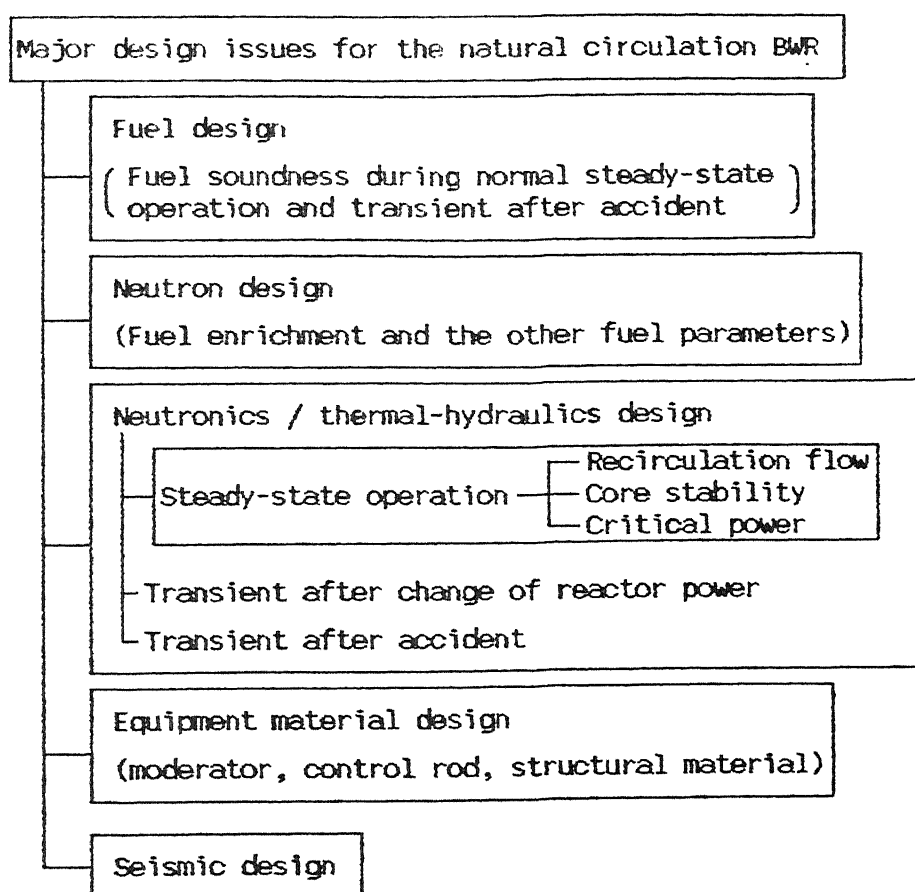 Major design issues for the natural circulation BWR
Fuel design
(Fuel soundness during normal steady-state
operation and transient after accident)
Neutron design
(Fuel enrichment and the other fuel parameters)
Neutronics / thermal-hydraulics design
Steady-state operation
Recirculation flow
Core stability
Critical power
Transient after change of reactor power
Transient after accident
Equipment material design
(moderator, control rod, structural material)
Seismic design